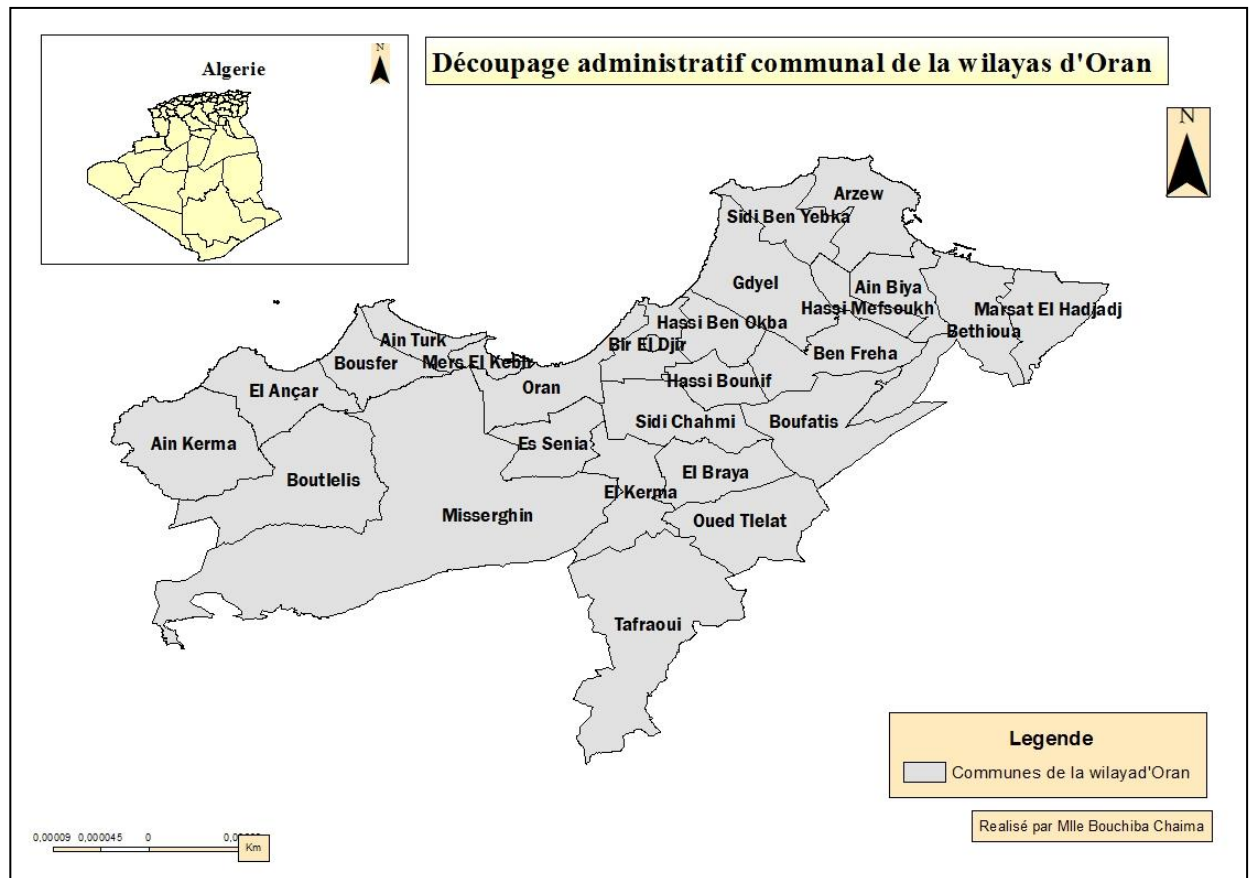 Découpage administratif communal de la wilayas d'Oran
N
Algerie
N
Arzew
Sidi Ben Yebka
Gdyel
Ain Biya
Hassi Mefsoukh
Marsat El Hadjadj
Bethioua
Hassi Ben Okba
Bir El Djir
Ben Freha
Ain Turk
Mers El Kebir
Bousfer
Hassi Bounif
El Ançar
Oran
Sidi Chahmi
Boufatis
Ain Kerma
Es Senia
Boutlelis
El Braya
El Kerma
Misserghin
Oued Tlelat
Tafraoui
Legende
Communes de la wilayad'Oran
Realisé par Mlle Bouchiba Chaima
0,00009 0,000045 0
Km